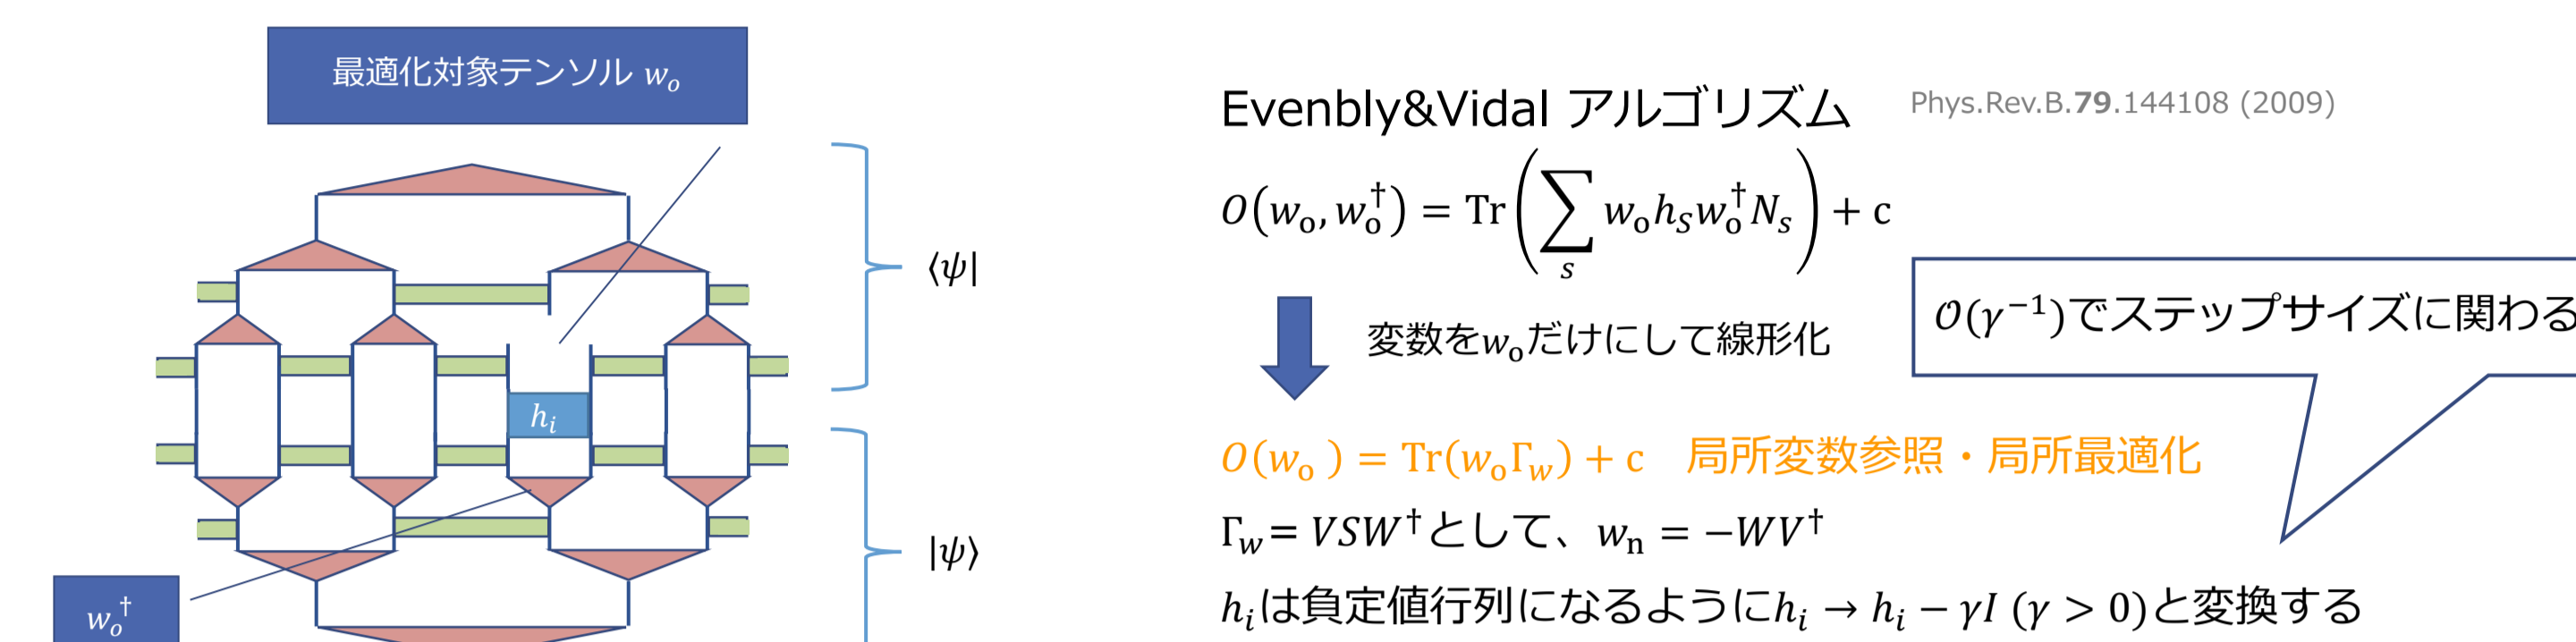 最適化対象テンソル w_o
⟨ψ|
h_i
|ψ⟩
w_o^†
Evenbly&Vidal アルゴリズム
Phys.Rev.B.79.144108 (2009)
O(w_o, w_o^†) = Tr(∑_s w_o h_S w_o^† N_s) + c
変数をw_oだけにして線形化
𝒪(γ^−1)でステップサイズに関わる
O(w_o ) = Tr(w_oΓ_w) + c 局所変数参照・局所最適化
Γ_w= VSW^†として、w_n = −WV^†
h_iは負定値行列になるようにh_i → h_i − γI (γ > 0)と変換する